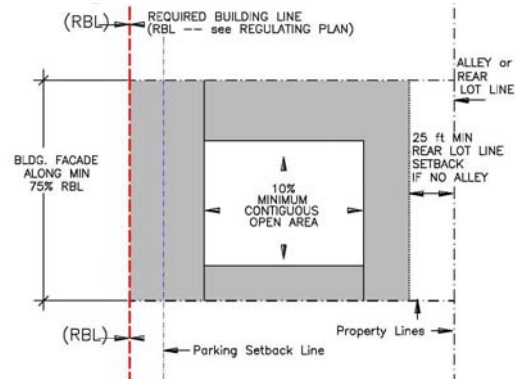 (RBL)
REQUIRED BUILDING LINE
(RBL -- see REGULATING PLAN)
ALLEY or
REAR
LOT LINE
25 ft MIN
REAR LOT LINE
SETBACK
IF NO ALLEY
BLDG. FACADE
ALONG MIN
75% RBL
10%
MINIMUM
CONTIGUOUS
OPEN AREA
(RBL)
Property Lines
Parking Setback Line